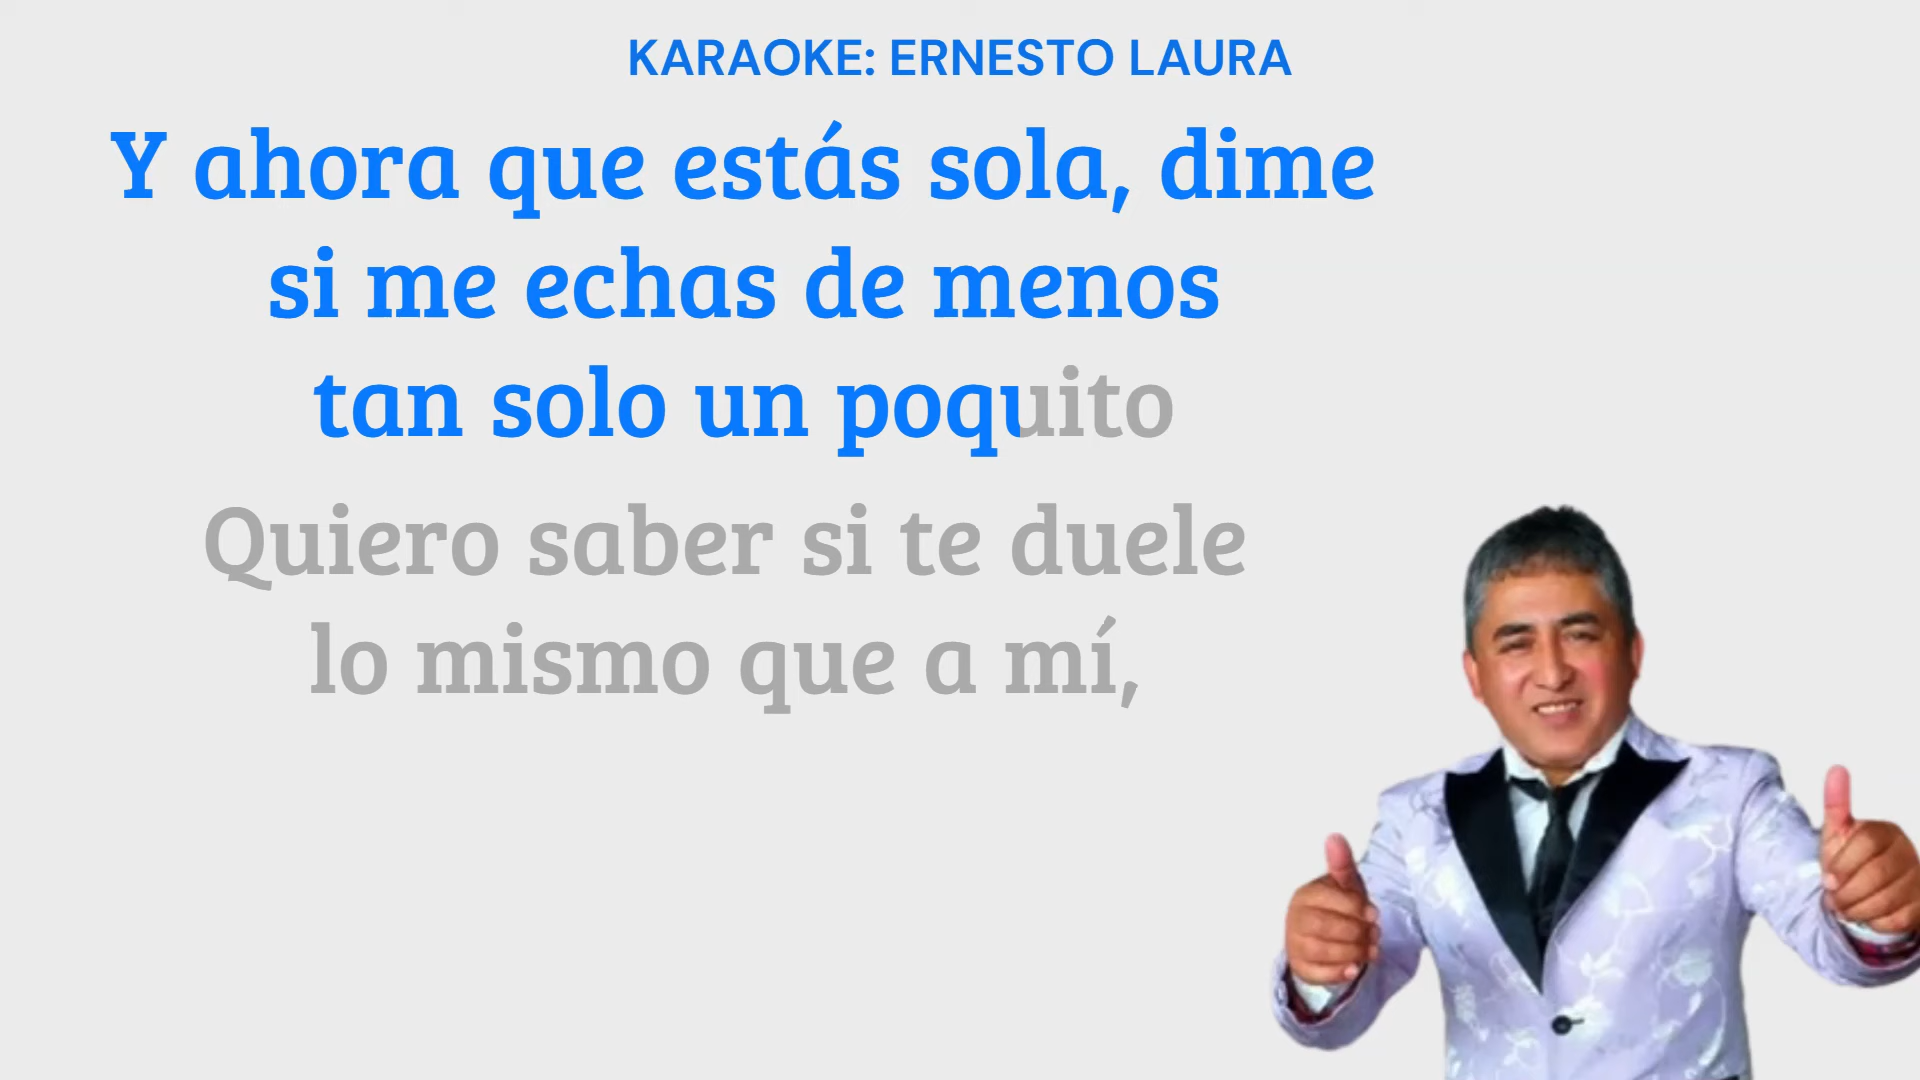 KARAOKE: ERNESTO LAURA
Y ahora que estás sola, dime
si me echas de menos
tan solo un poquito
Quiero saber si te duele
lo mismo que a mí,